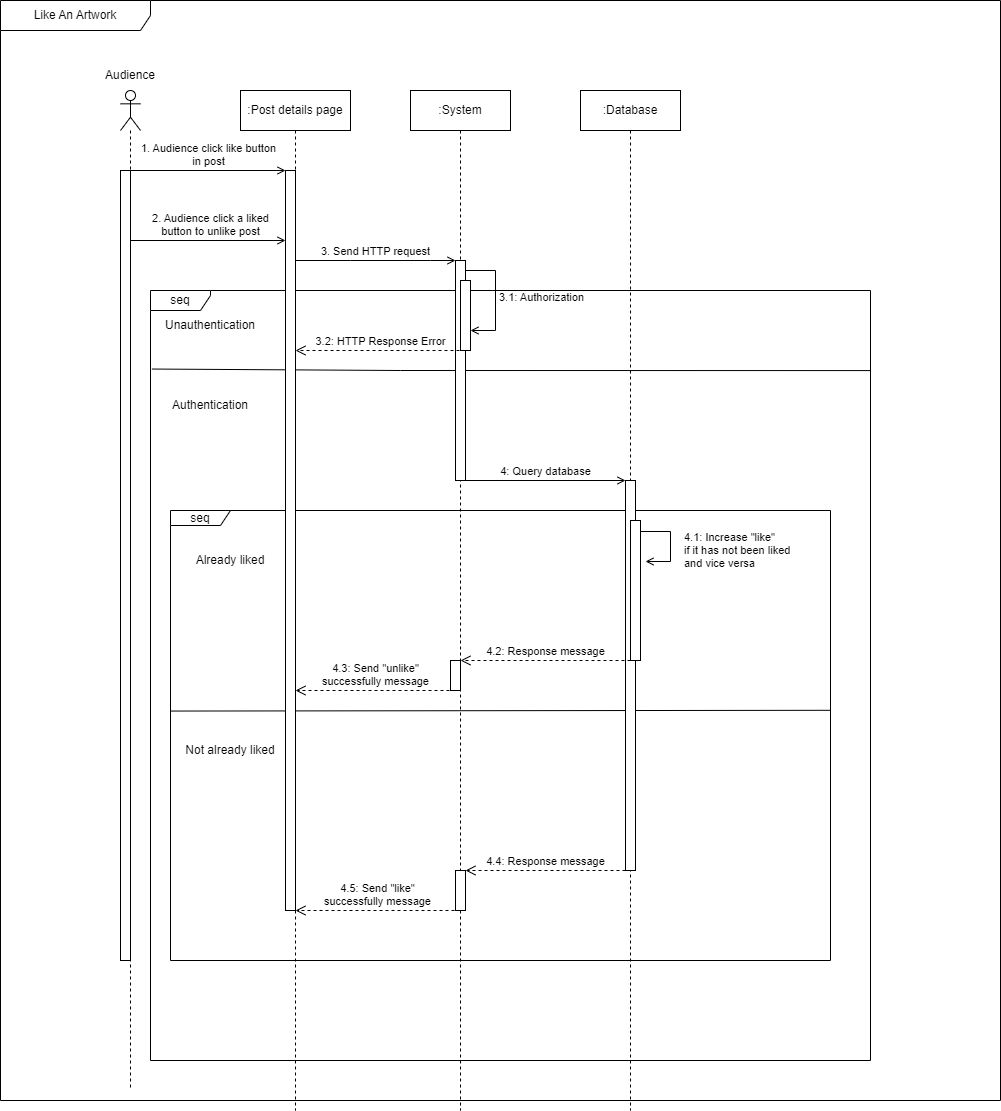 Like An Artwork
Audience
:Post details page
:System
:Database
1. Audience click like button
in post
2. Audience click a liked
button to unlike post
3. Send HTTP request
seq
3.1: Authorization
Unauthentication
3.2: HTTP Response Error
Authentication
4: Query database
seq
4.1: Increase "like"
if it has not been liked
and vice versa
Already liked
4.2: Response message
4.3: Send "unlike"
successfully message
Not already liked
4.4: Response message
4.5: Send "like"
successfully message